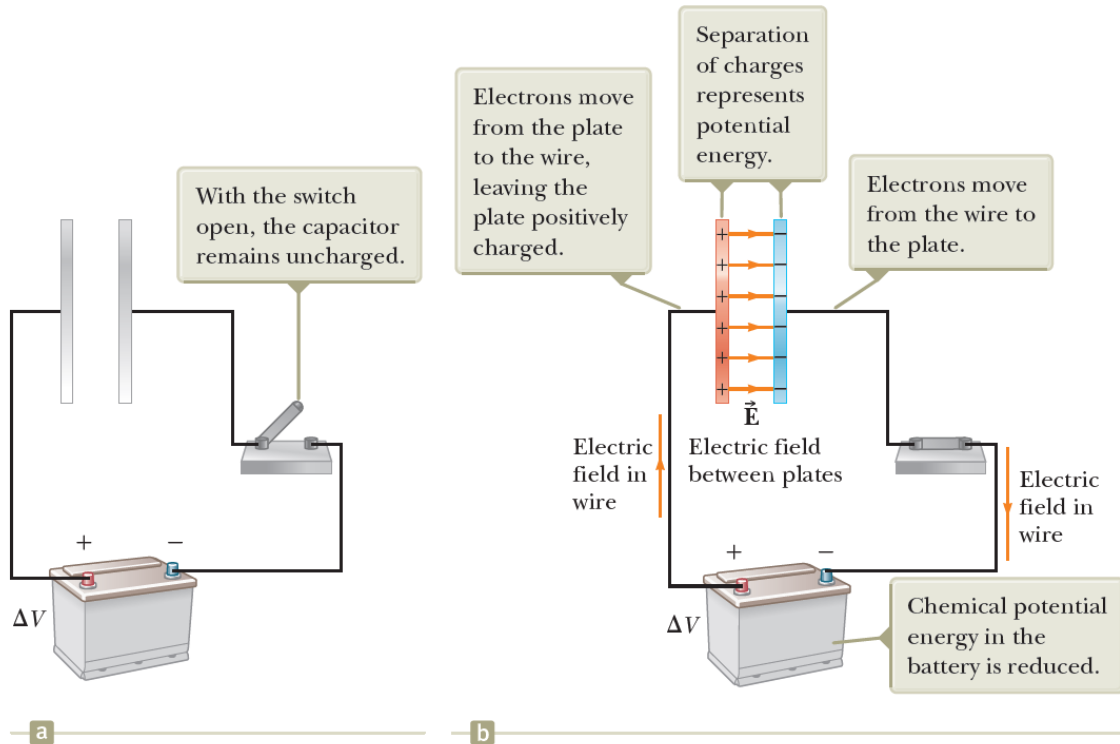 With the switch
open, the capacitor
remains uncharged.
+
−
ΔV
a
Electrons move
from the plate
to the wire,
leaving the
plate positively
charged.
Separation
of charges
represents
potential
energy.
Electrons move
from the wire to
the plate.
+ −
+ −
+ −
+ −
+ −
+ −
E⃗
Electric field
between plates
Electric
field in
wire
Electric
field in
wire
+
−
ΔV
Chemical potential
energy in the
battery is reduced.
b